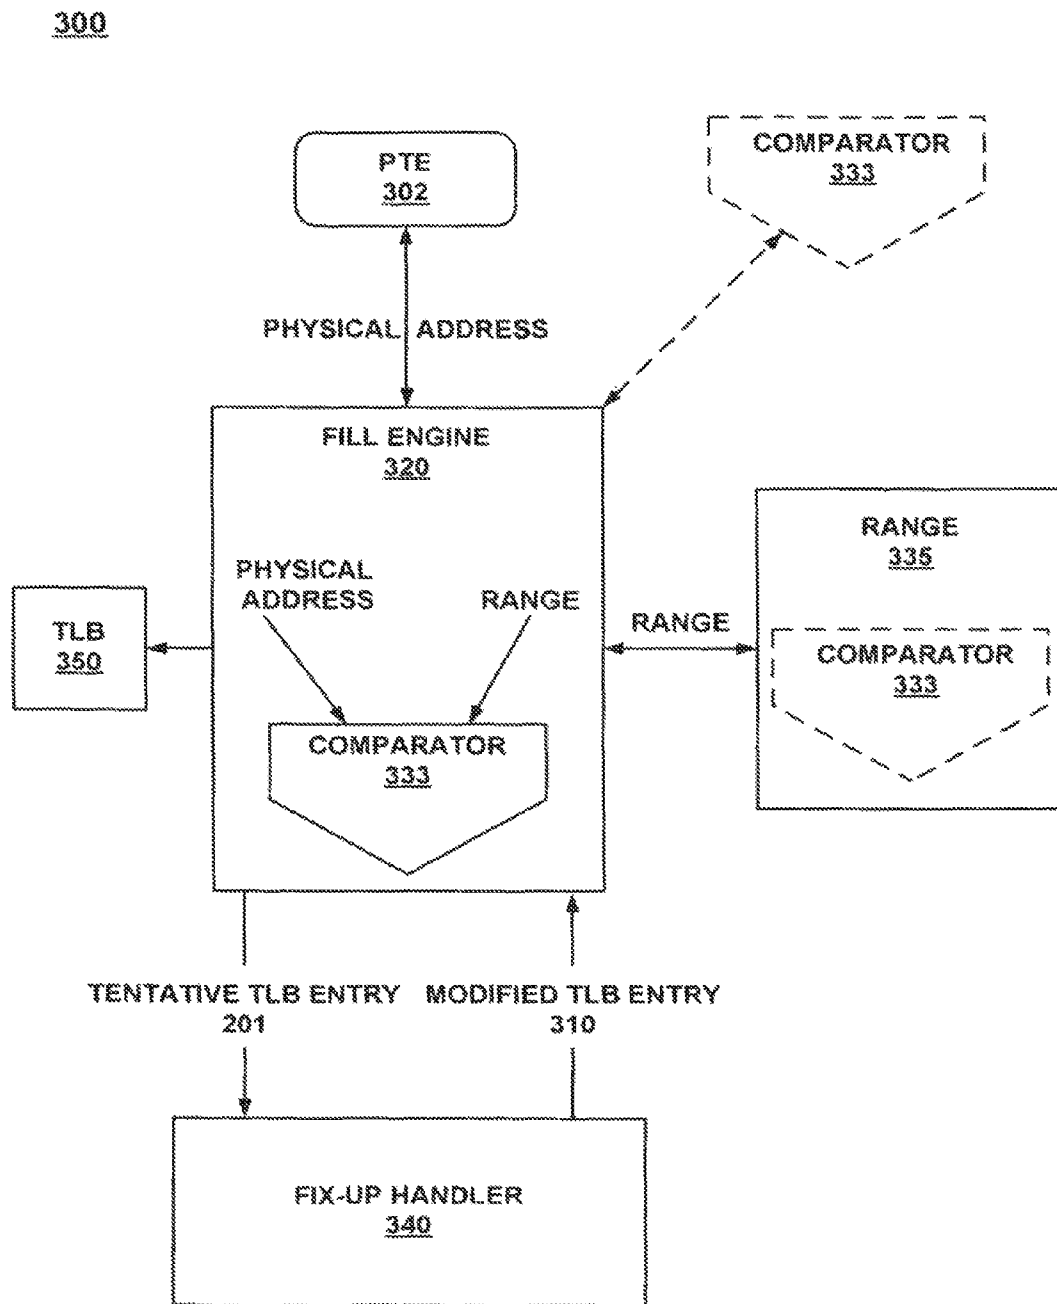 300
PTE
302
COMPARATOR
333
PHYSICAL ADDRESS
FILL ENGINE
320
PHYSICAL
ADDRESS
RANGE
COMPARATOR
333
TLB
350
RANGE
RANGE
335
COMPARATOR
333
TENTATIVE TLB ENTRY
201
MODIFIED TLB ENTRY
310
FIX-UP HANDLER
340